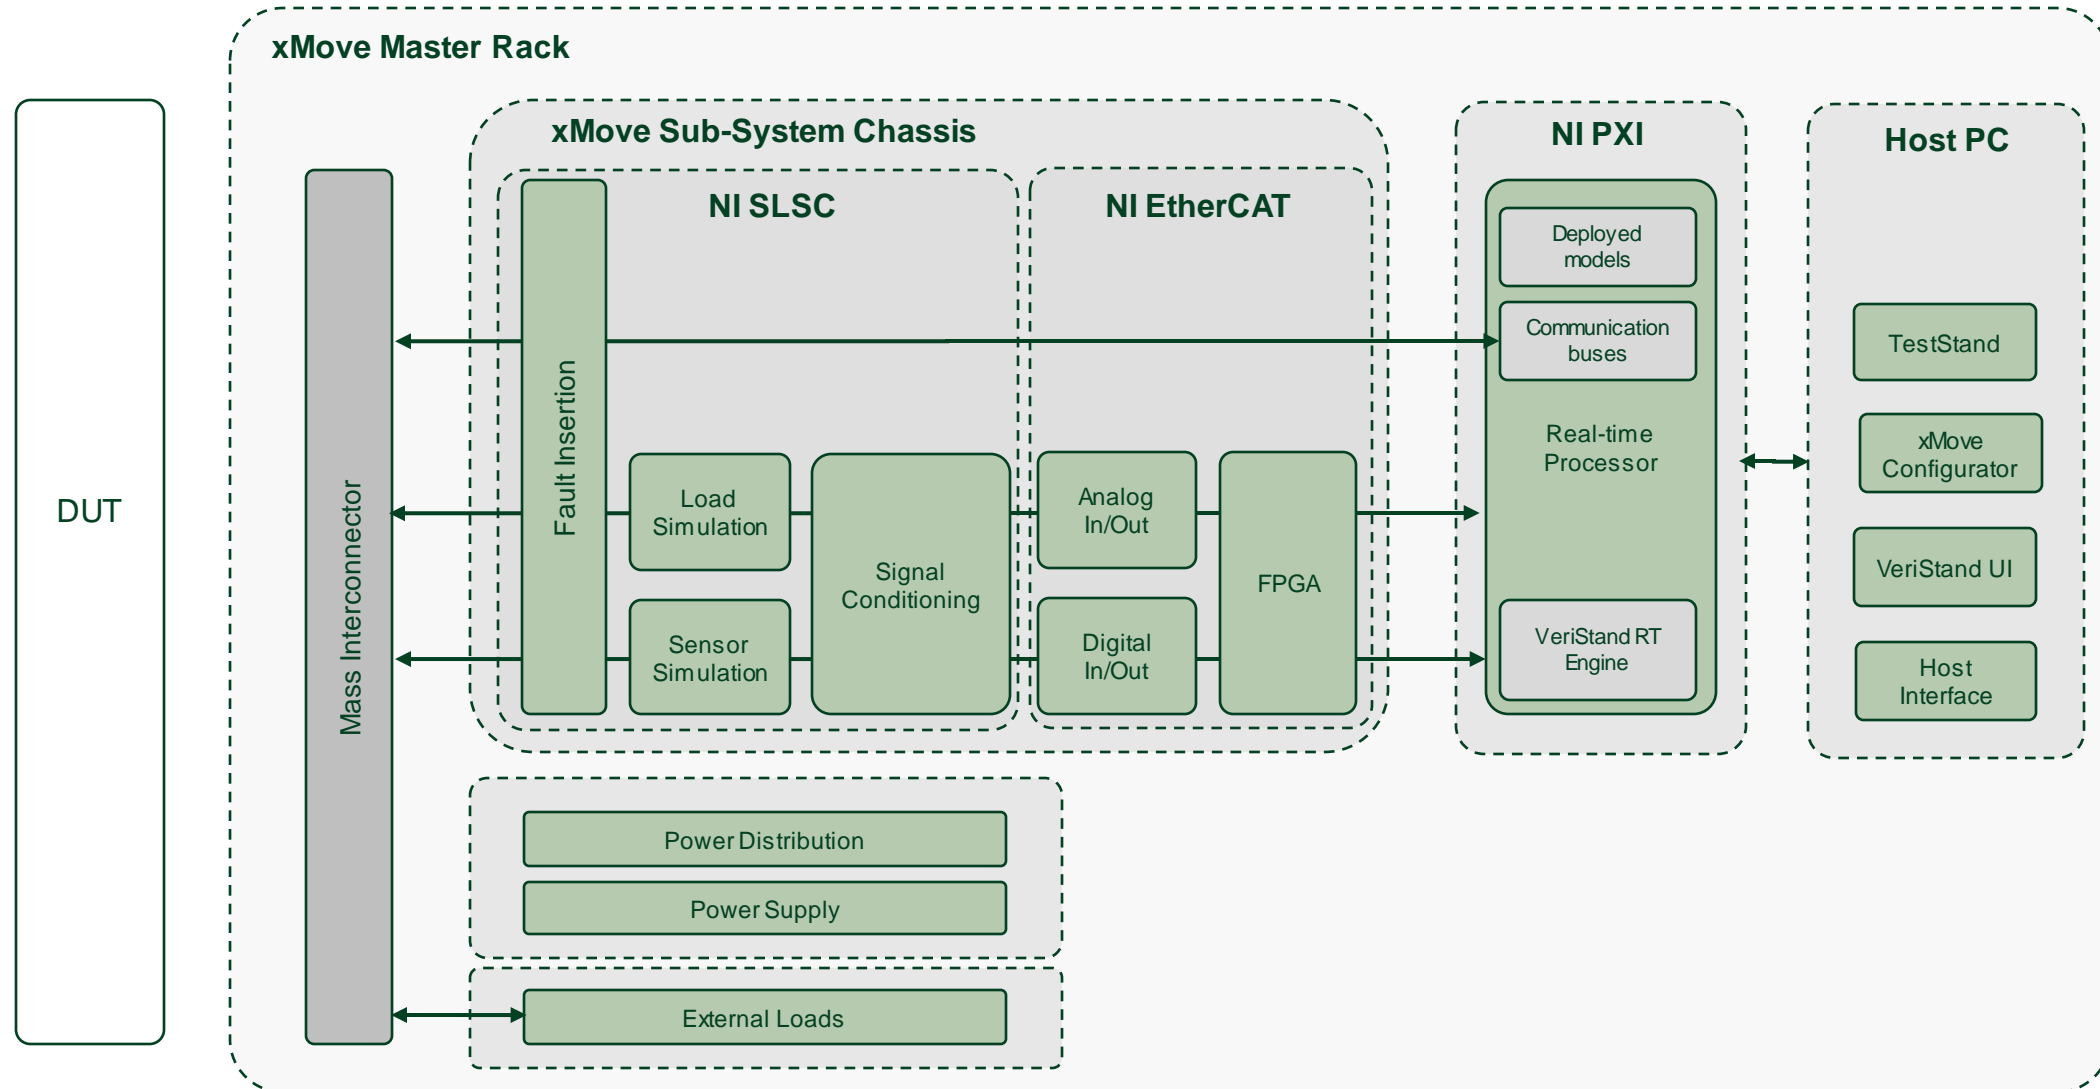 xMove Master Rack
DUT
Mass Interconnector
xMove Sub-System Chassis
NI SLSC
Fault Insertion
Load
Simulation
Sensor
Simulation
Signal
Conditioning
NI EtherCAT
Analog
In/Out
Digital
In/Out
FPGA
NI PXI
Deployed
models
Communication
buses
Real-time
Processor
VeriStand RT
Engine
Host PC
TestStand
xMove
Configurator
VeriStand UI
Host
Interface
Power Distribution
Power Supply
External Loads